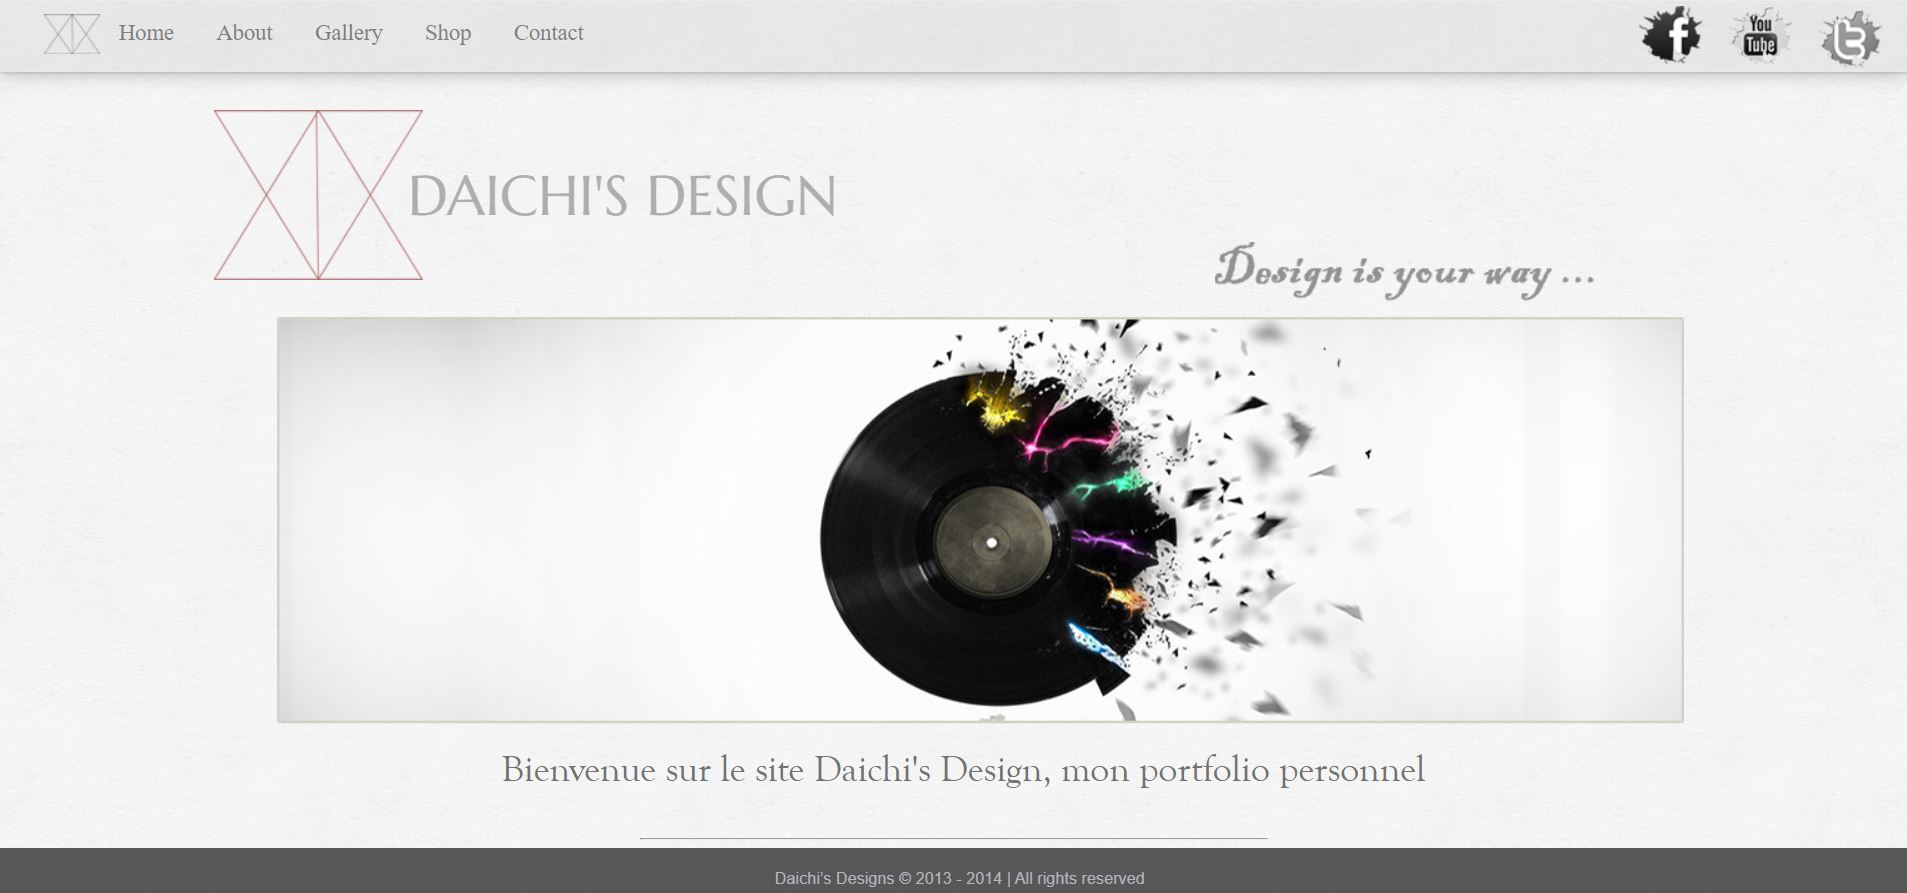 Home About Gallery Shop Contact
f You Tube t
DAICHI'S DESIGN
Design is your way ...
Bienvenue sur le site Daichi's Design, mon portfolio personnel
Daichi's Designs © 2013 - 2014 | All rights reserved